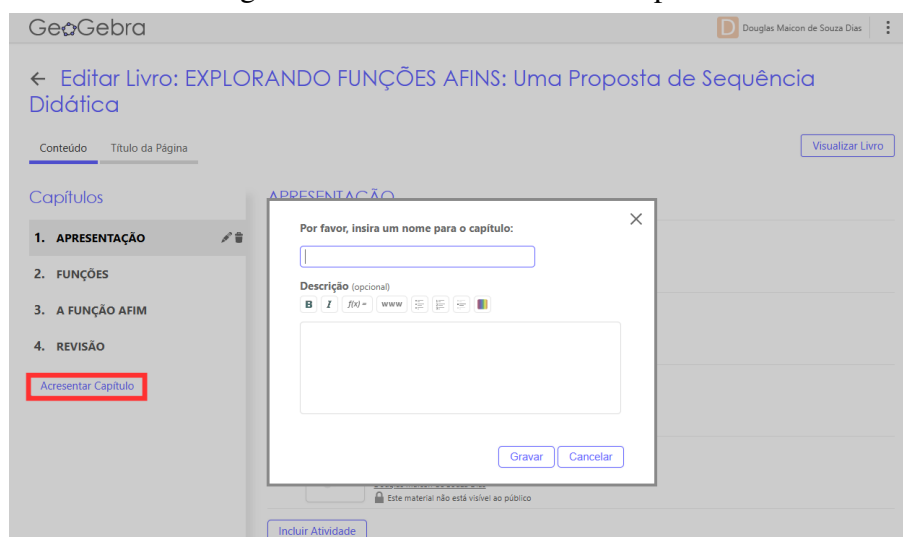 GeoGebra
D Douglas Maicon de Souza Dias
← Editar Livro: EXPLORANDO FUNÇÕES AFINS: Uma Proposta de Sequência
Didática
Conteúdo Título da Página
Visualizar Livro
Capítulos
APRESENTAÇÃO
1. APRESENTAÇÃO
2. FUNÇÕES
3. A FUNÇÃO AFIM
4. REVISÃO
Acresentar Capítulo
Por favor, insira um nome para o capítulo:
Descrição (opcional)
B I f(x) = www
Gravar Cancelar
Este material não está visível ao público
Incluir Atividade